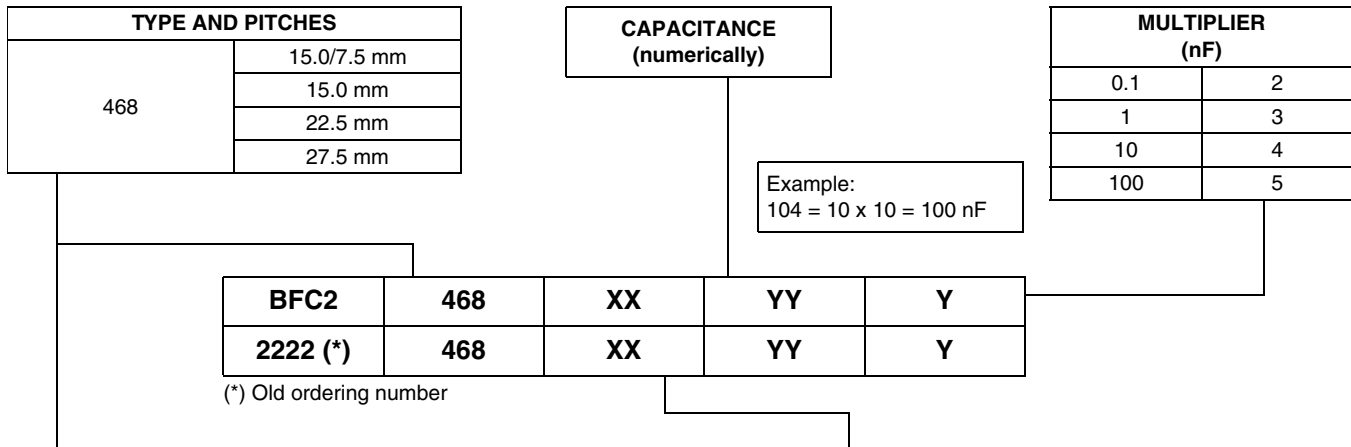 TYPE AND PITCHES
468
15.0/7.5 mm
15.0 mm
22.5 mm
27.5 mm
CAPACITANCE
(numerically)
MULTIPLIER
(nF)
0.1 2
1 3
10 4
100 5
Example:
104 = 10 x 10 = 100 nF
BFC2 468 XX YY Y
2222 (*) 468 XX YY Y
(*) Old ordering number